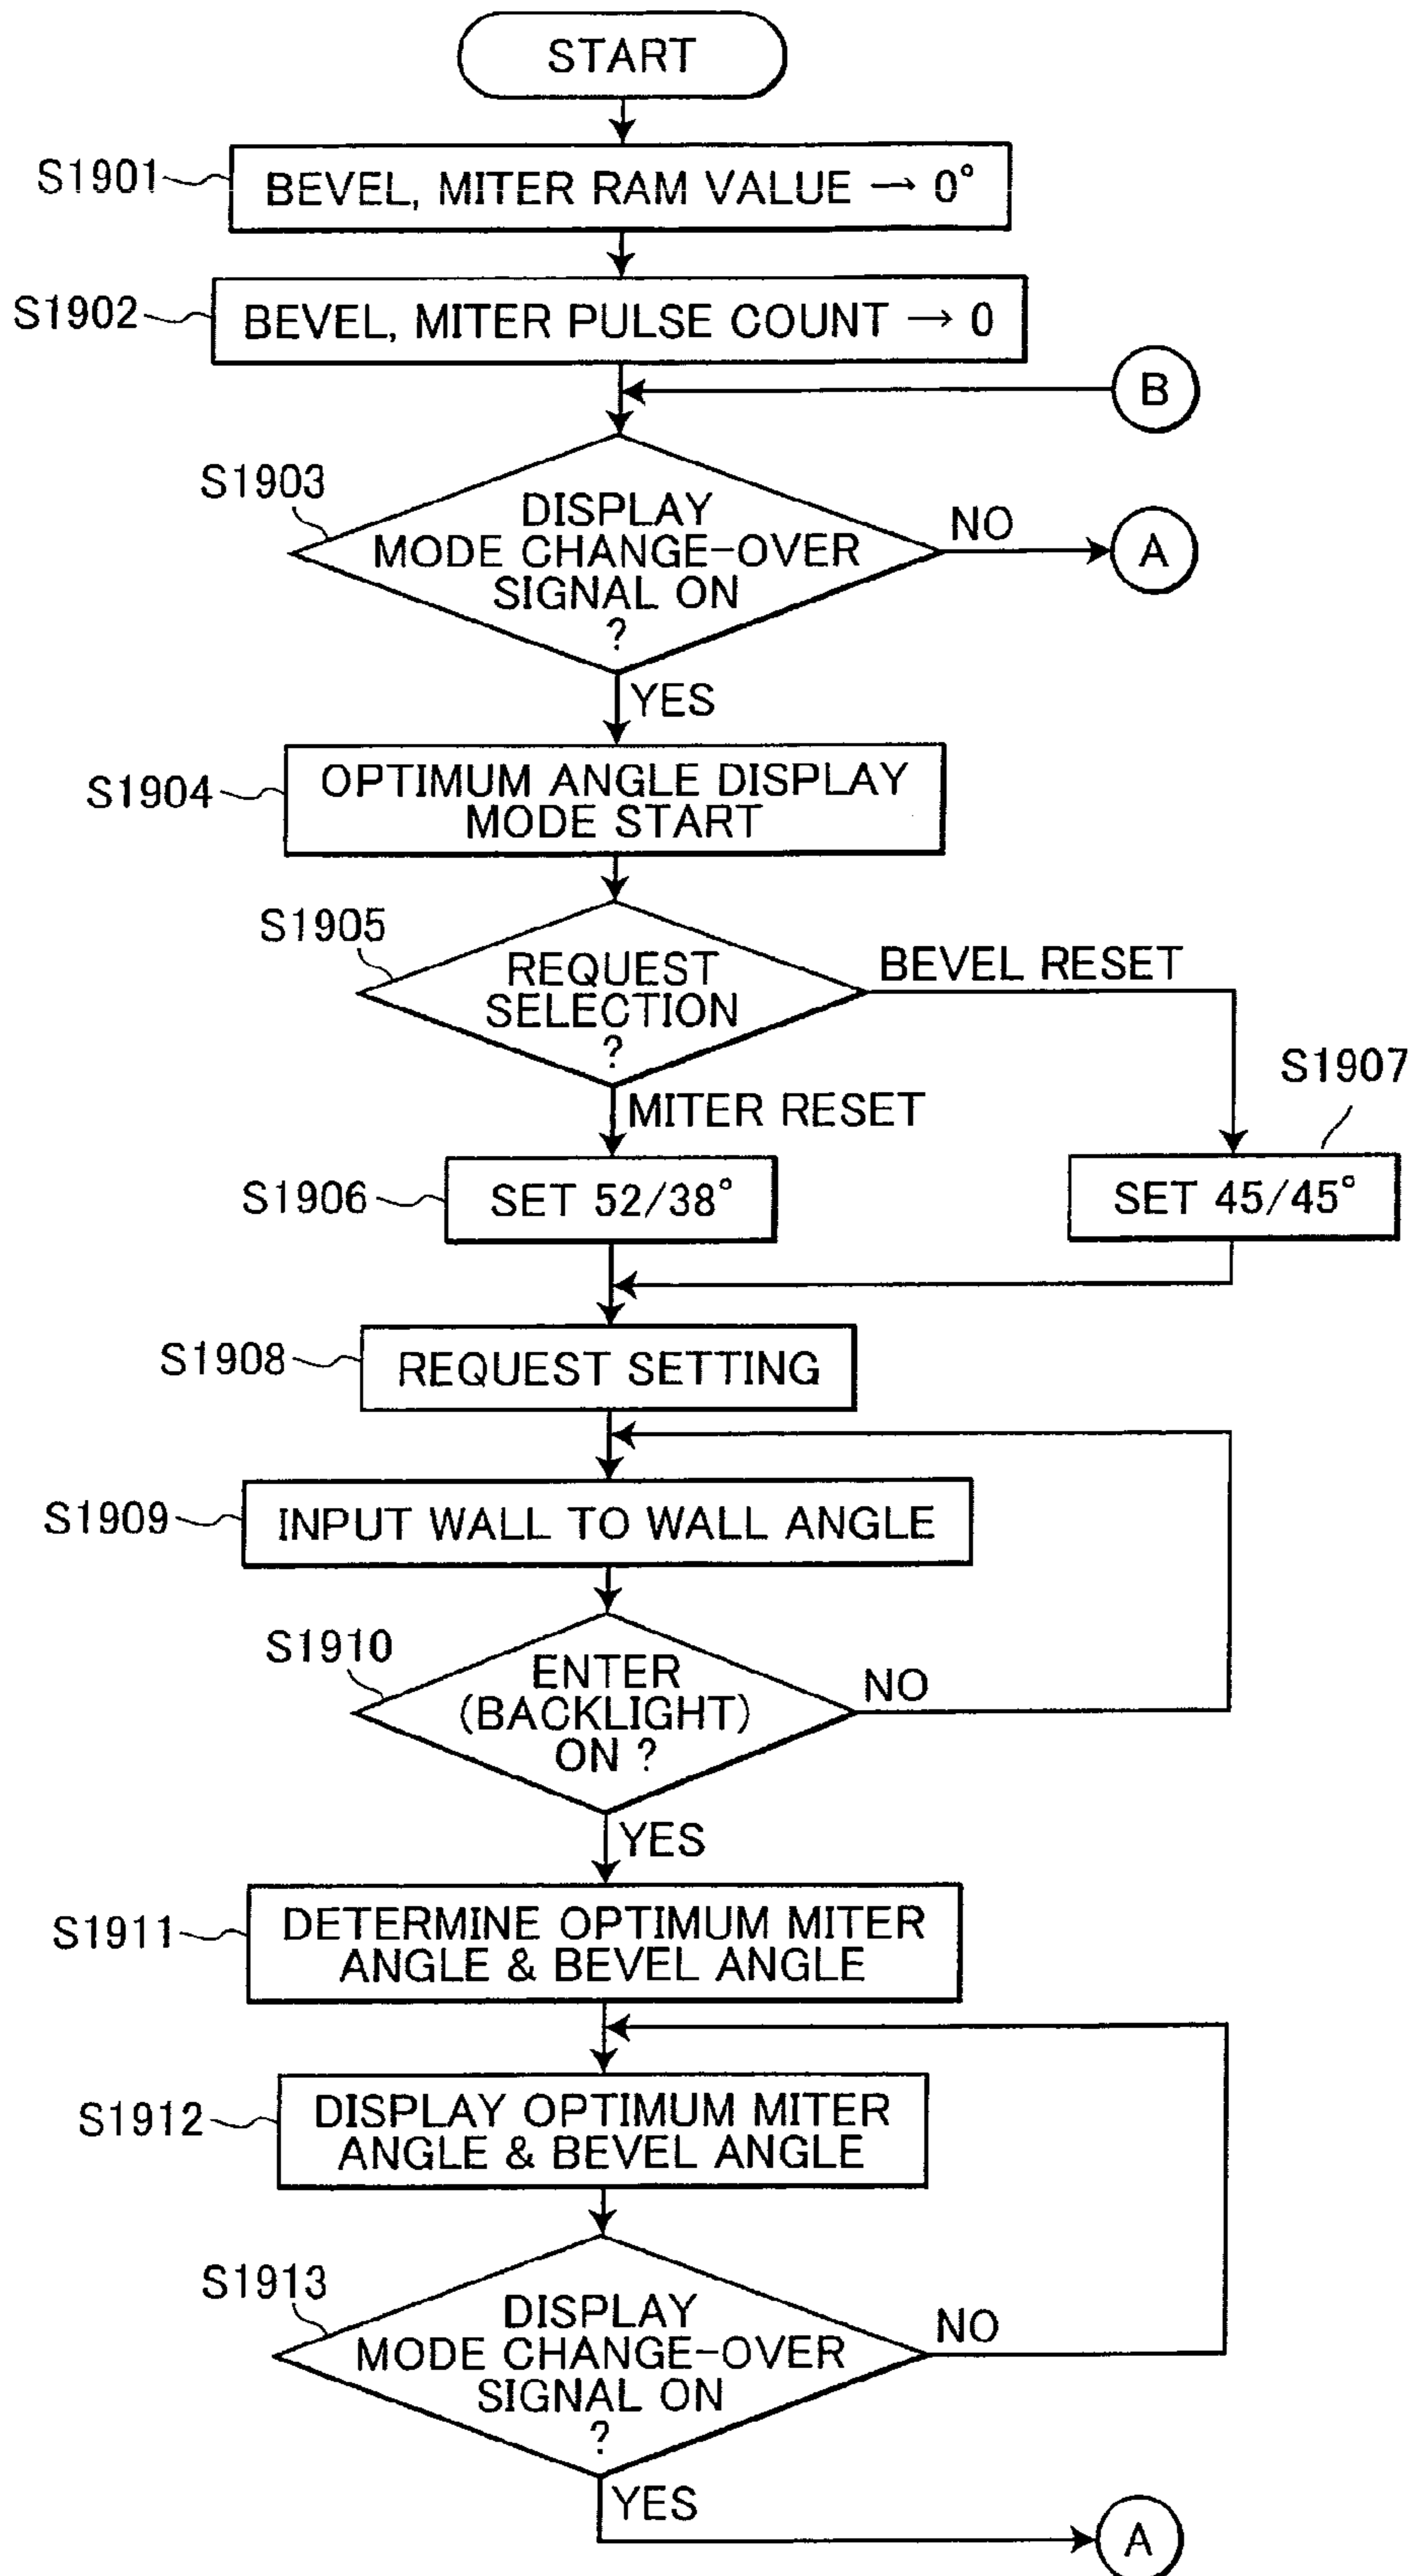 START
S1901
BEVEL, MITER RAM VALUE → 0°
S1902
BEVEL, MITER PULSE COUNT → 0
B
S1903
DISPLAY
MODE CHANGE-OVER
SIGNAL ON
?
NO
A
YES
S1904
OPTIMUM ANGLE DISPLAY
MODE START
S1905
REQUEST
SELECTION
?
BEVEL RESET
MITER RESET
S1906
SET 52/38°
S1907
SET 45/45°
S1908
REQUEST SETTING
S1909
INPUT WALL TO WALL ANGLE
S1910
ENTER
(BACKLIGHT)
ON ?
NO
YES
S1911
DETERMINE OPTIMUM MITER
ANGLE & BEVEL ANGLE
S1912
DISPLAY OPTIMUM MITER
ANGLE & BEVEL ANGLE
S1913
DISPLAY
MODE CHANGE-OVER
SIGNAL ON
?
NO
YES
A